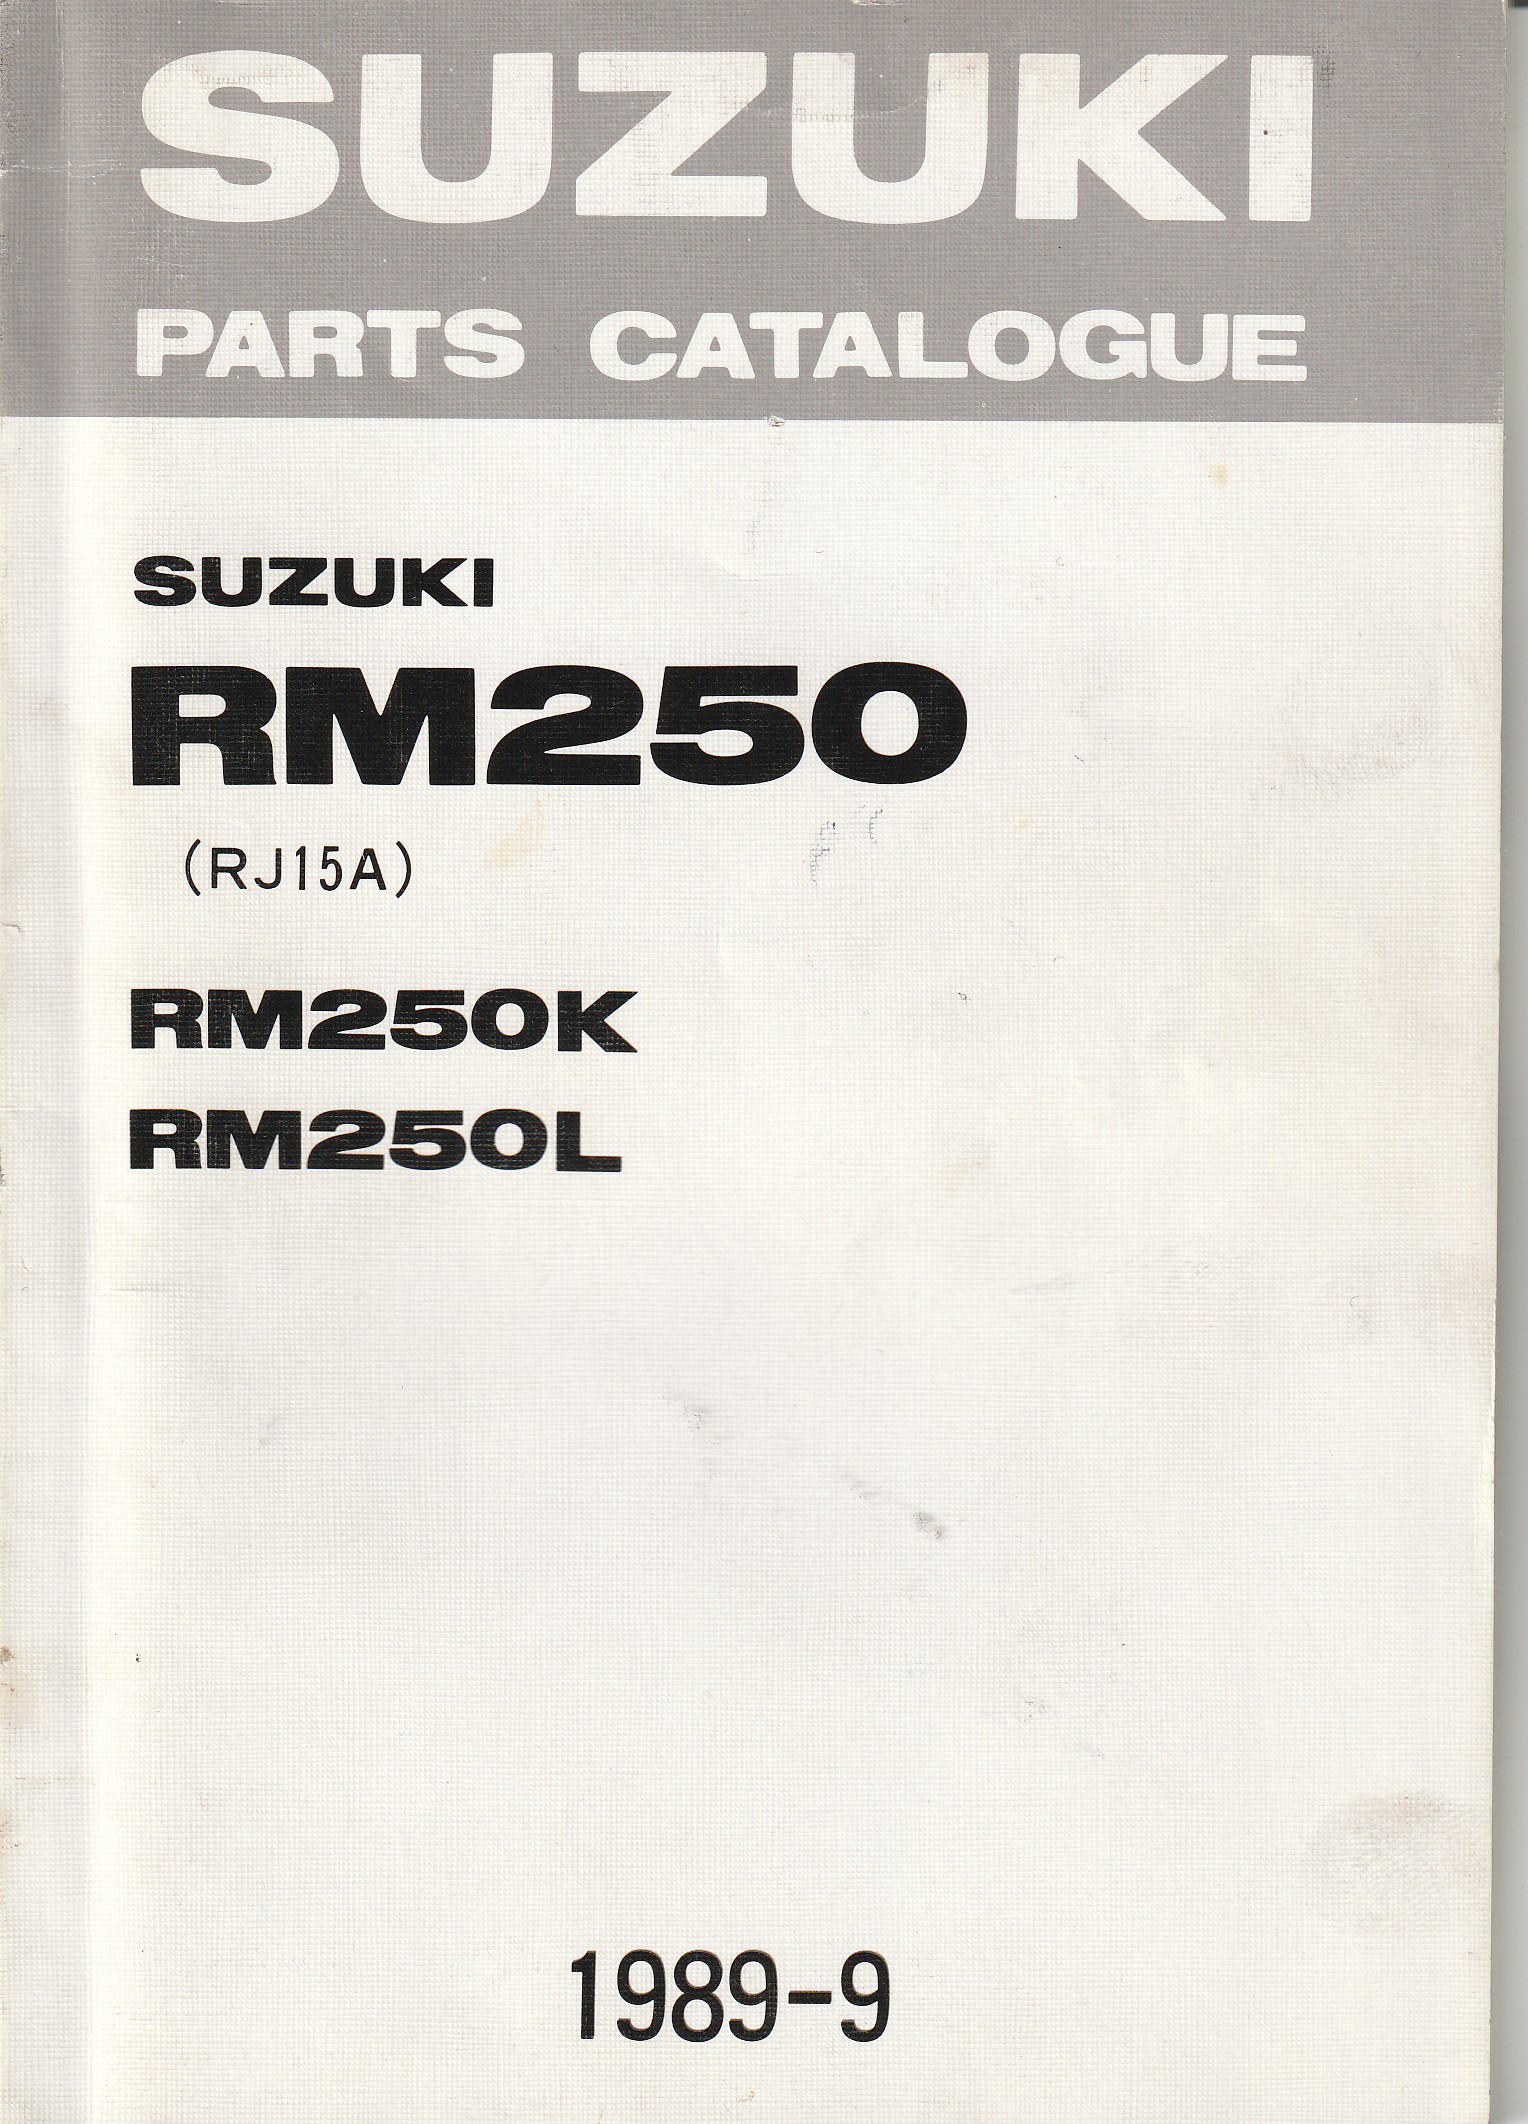 SUZUKI
PARTS CATALOGUE
SUZUKI
RM250
(RJ15A)
RM250K
RM250L
1989-9